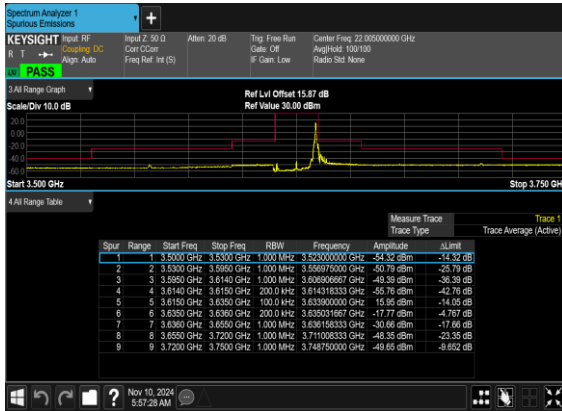 Spectrum Analyzer 1
Spurious Emissions
KEYSIGHT Input: RF Input Z: 50 Ω Atten: 20 dB Trig: Free Run Center Freq: 22.005000000 GHz
R T Coupling: DC Corr CCorr Gate: Off Avg|Hold: 100/100
Align: Auto Freq Ref: Int (S) IF Gain: Low Radio Std: None
PASS
3 All Range Graph
Ref Lvl Offset 15.87 dB
Scale/Div 10.0 dB Ref Value 30.00 dBm
20.0
0.00
-20.0
-40.0
-60.0
Start 3.500 GHz Stop 3.750 GH
4 All Range Table
Measure Trace Trace 1
Trace Type Trace Average (Active)
Spur Range Start Freq Stop Freq RBW Frequency Amplitude ΔLimit
1 1 3.5000 GHz 3.5300 GHz 1.000 MHz 3.523000000 GHz -54.32 dBm -14.32 dB
2 2 3.5300 GHz 3.5950 GHz 1.000 MHz 3.556975000 GHz -50.79 dBm -25.79 dB
3 3 3.5950 GHz 3.6140 GHz 1.000 MHz 3.606906667 GHz -49.39 dBm -36.39 dB
4 4 3.6140 GHz 3.6150 GHz 200.0 kHz 3.614318333 GHz -55.76 dBm -42.76 dB
5 5 3.6150 GHz 3.6350 GHz 100.0 kHz 3.633900000 GHz 15.95 dBm -14.05 dB
6 6 3.6350 GHz 3.6360 GHz 200.0 kHz 3.635031667 GHz -17.77 dBm -4.767 dB
7 7 3.6360 GHz 3.6550 GHz 1.000 MHz 3.636158333 GHz -30.66 dBm -17.66 dB
8 8 3.6550 GHz 3.7200 GHz 1.000 MHz 3.711008333 GHz -48.35 dBm -23.35 dB
9 9 3.7200 GHz 3.7500 GHz 1.000 MHz 3.748750000 GHz -49.65 dBm -9.652 dB
Nov 10, 2024
5:57:28 AM